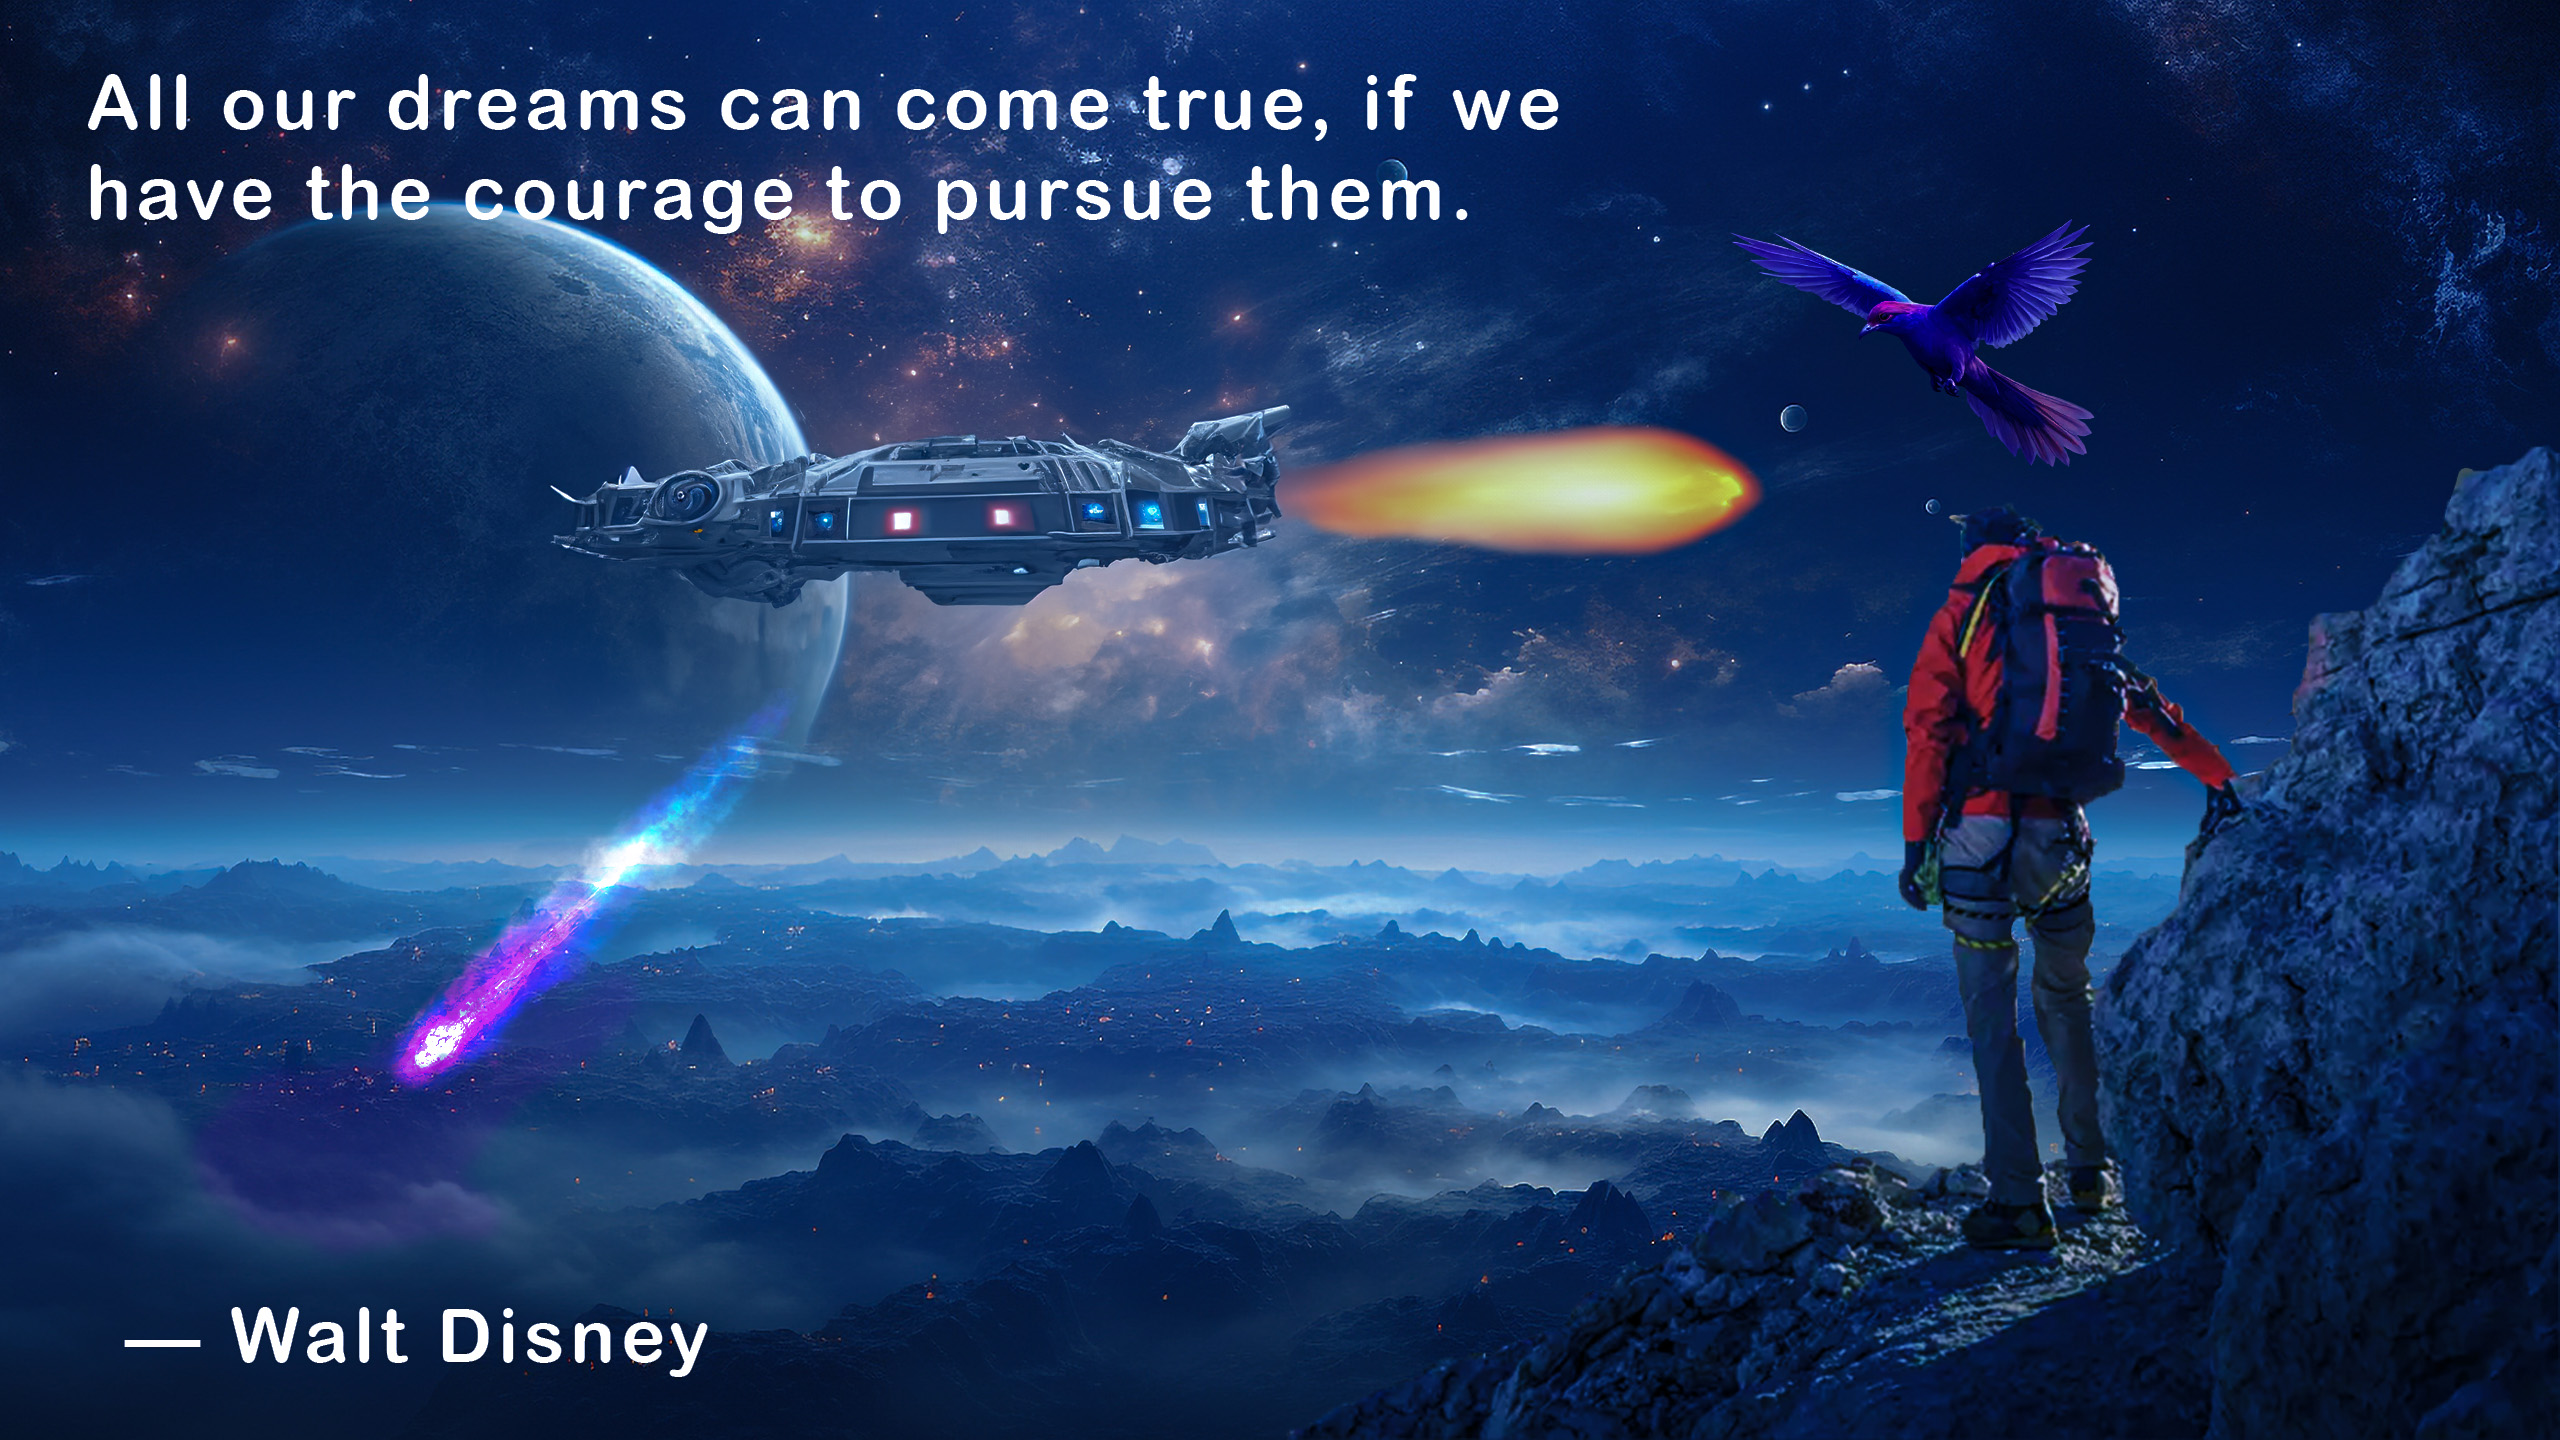 All our dreams can come true, if we
have the courage to pursue them.
— Walt Disney